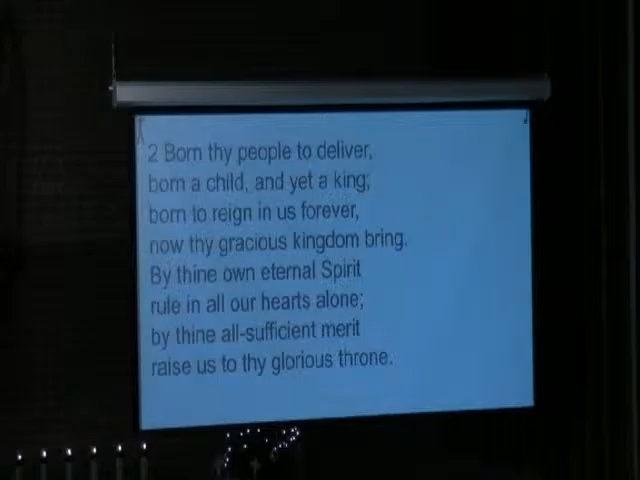 2 Born thy people to deliver,
born a child, and yet a king;
born to reign in us forever,
now thy gracious kingdom bring.
By thine own eternal Spirit
rule in all our hearts alone;
by thine all-sufficient merit
raise us to thy glorious throne.